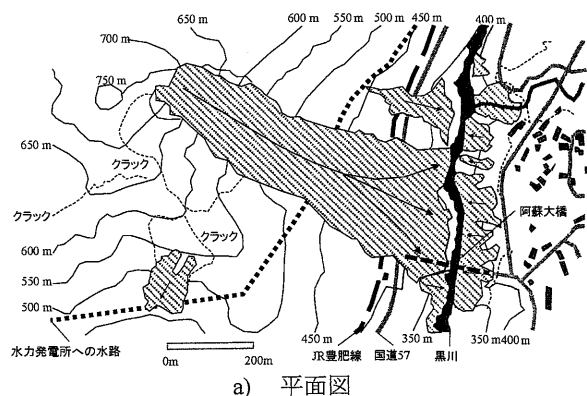 650 m
600 m
550 m
500 m
450 m
400 m
700 m
750 m
650 m
クラック
クラック
クラック
阿蘇大橋
600 m
550 m
500 m
水力発電所への水路
0m
200m
450 m
JR豊肥線
国道57
350 m
黒川
350 m
400 m
a) 平面図